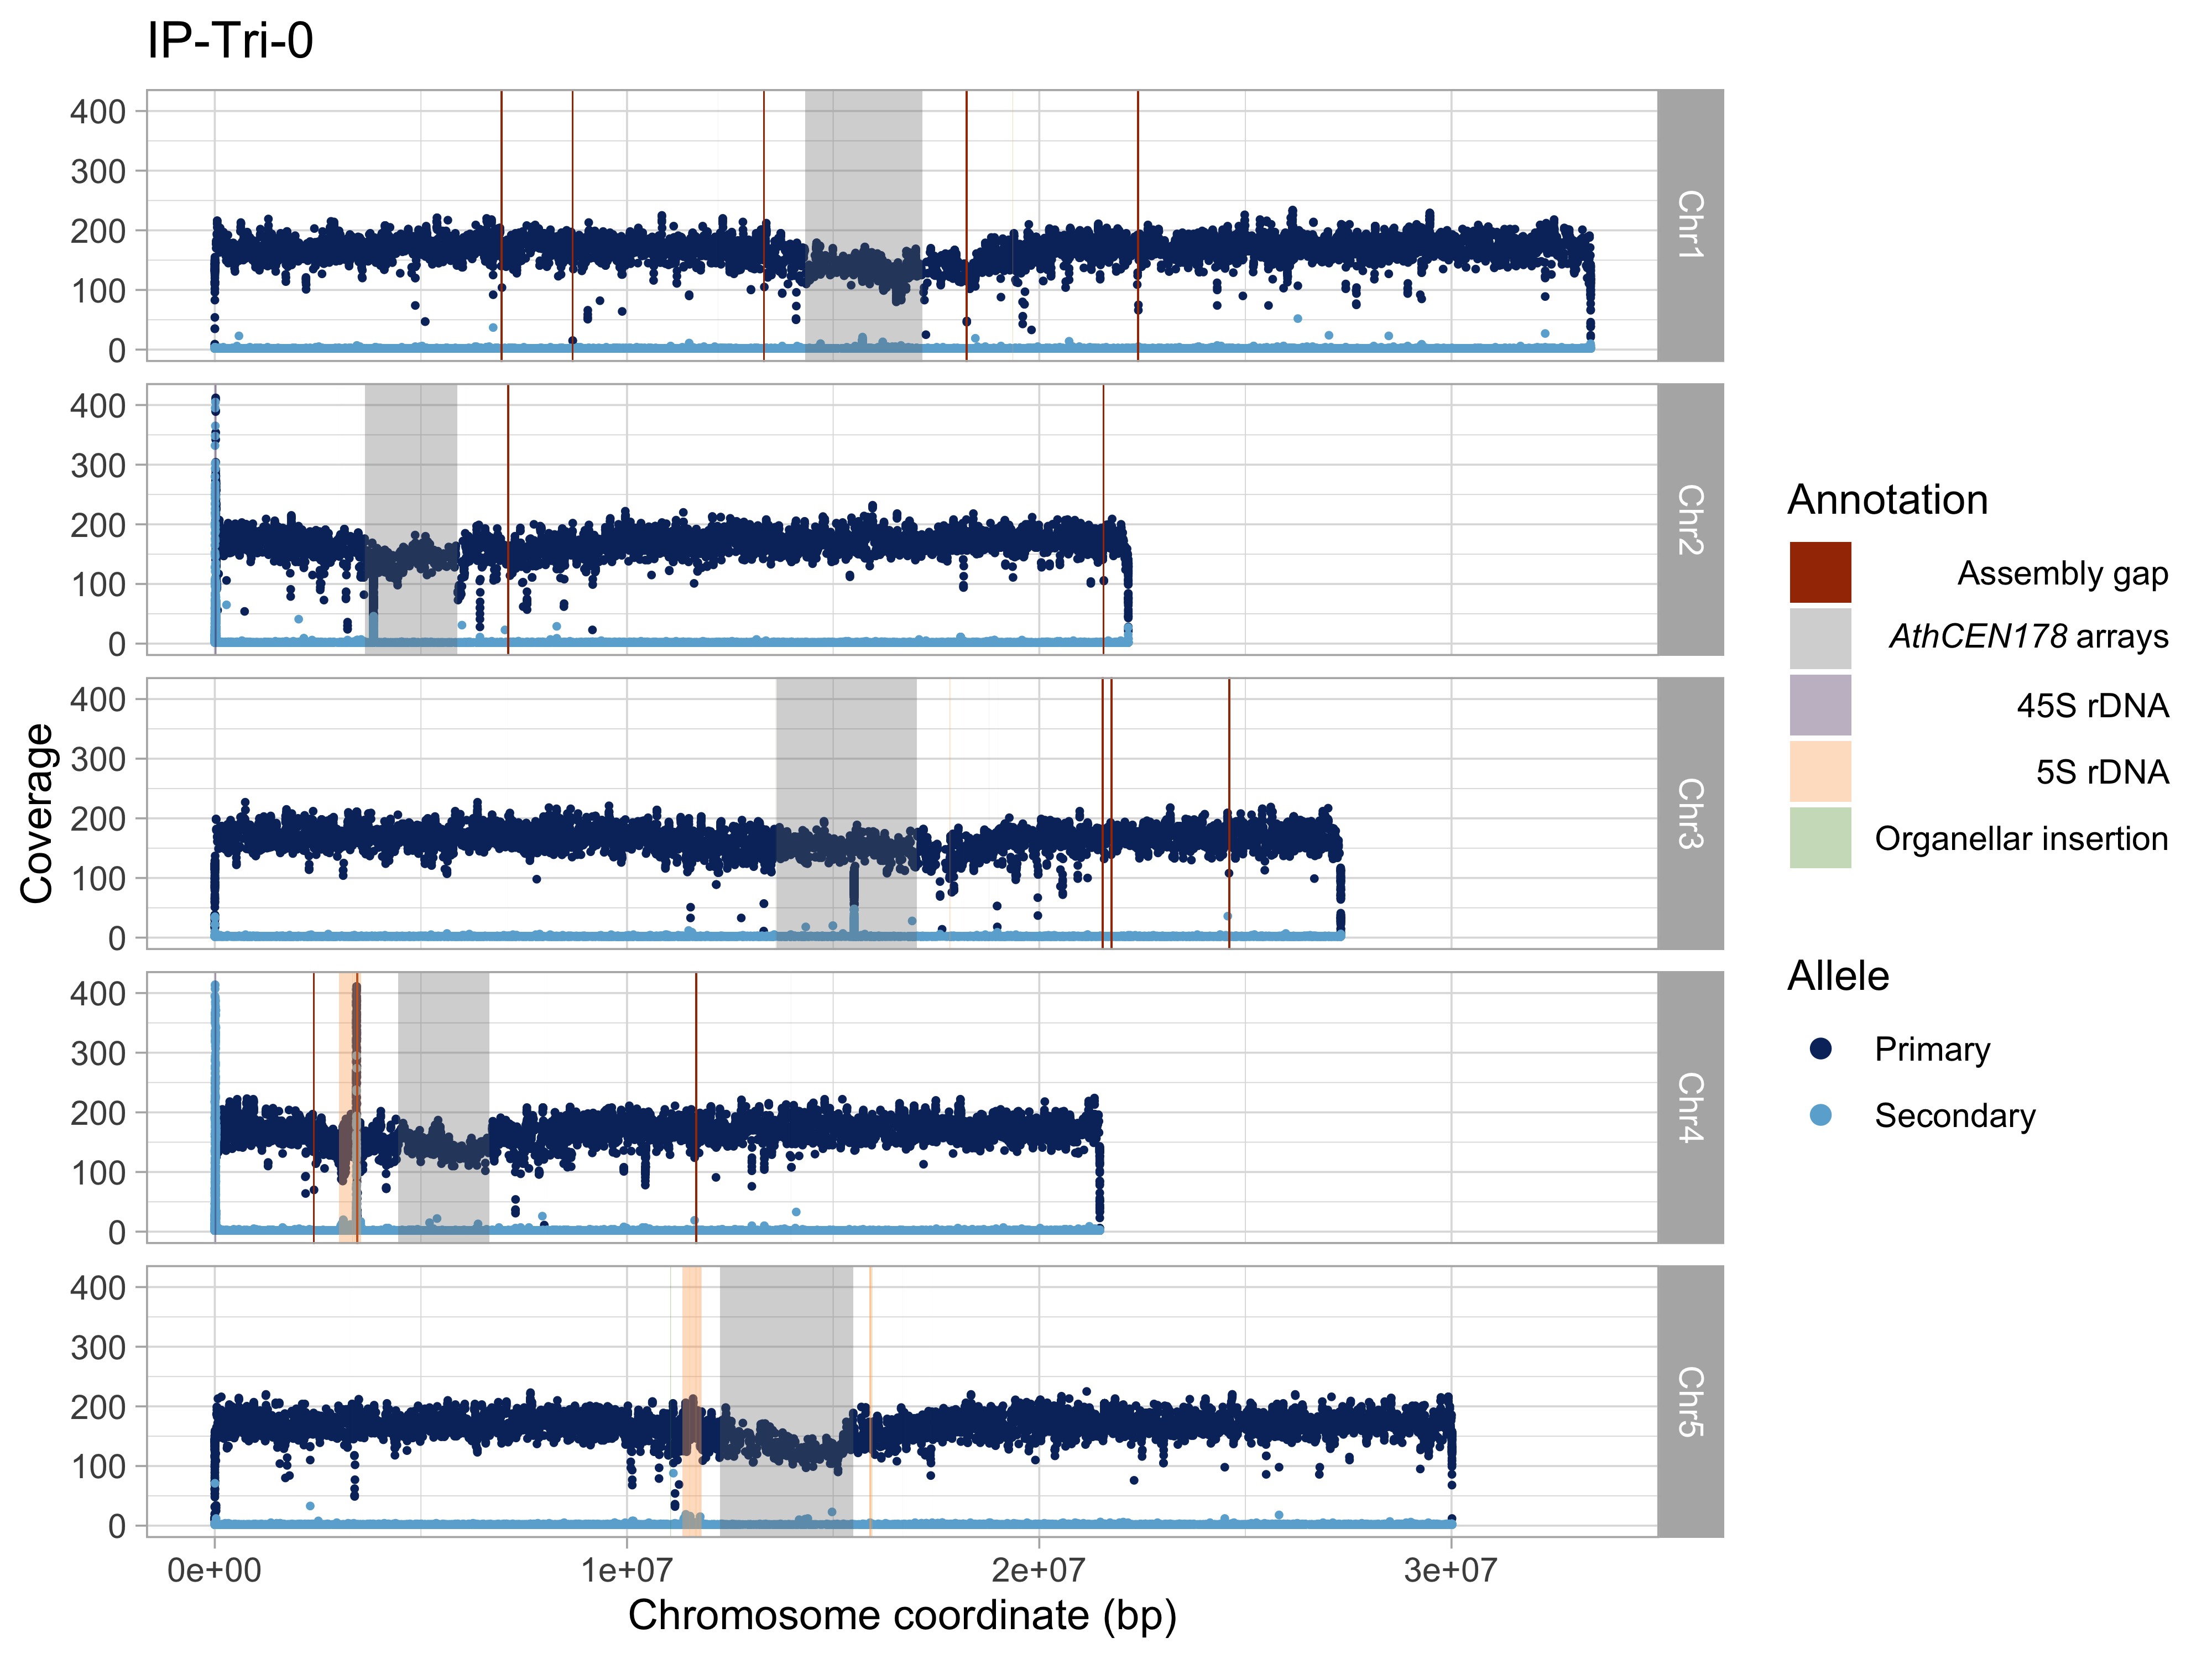 IP-Tri-0
Coverage
400
300
200
100
0
Chr1
400
300
200
100
0
Chr2
400
300
200
100
0
Chr3
400
300
200
100
0
Chr4
400
300
200
100
0
Chr5
0e+00 1e+07 2e+07 3e+07
Chromosome coordinate (bp)
Annotation
Assembly gap
AthCEN178 arrays
45S rDNA
5S rDNA
Organellar insertion
Allele
Primary
Secondary